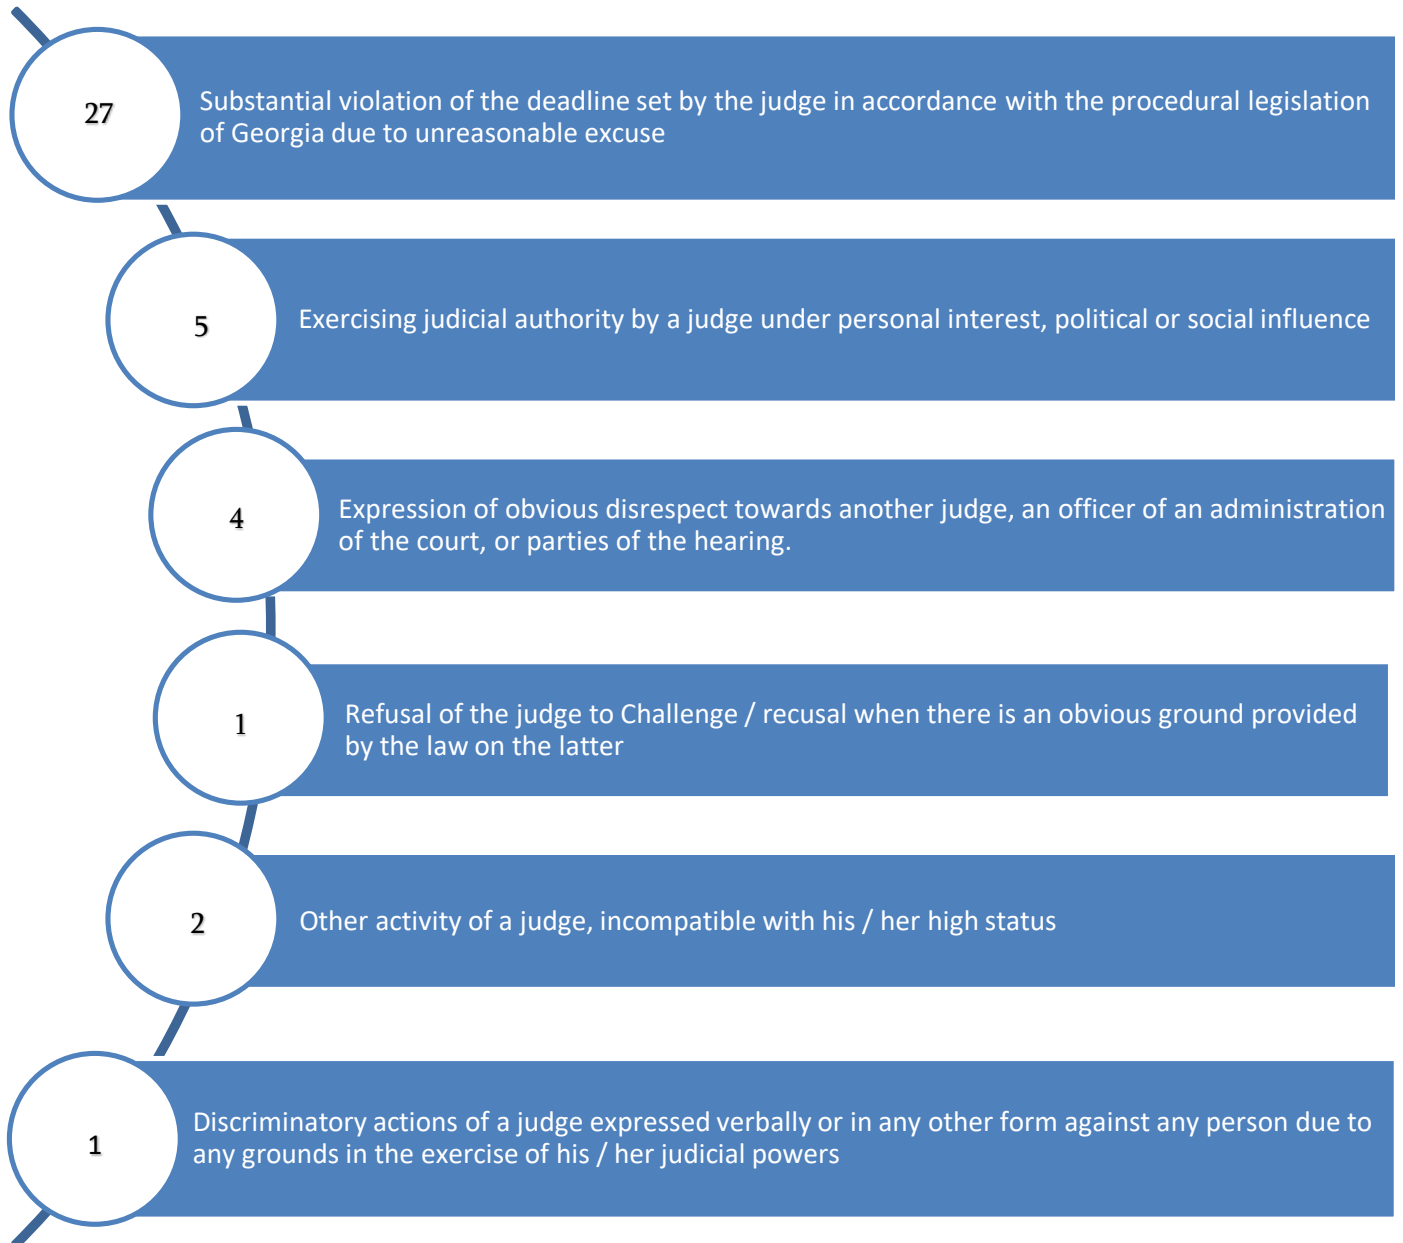 27
Substantial violation of the deadline set by the judge in accordance with the procedural legislation
of Georgia due to unreasonable excuse
5
Exercising judicial authority by a judge under personal interest, political or social influence
4
Expression of obvious disrespect towards another judge, an officer of an administration
of the court, or parties of the hearing.
1
Refusal of the judge to Challenge / recusal when there is an obvious ground provided
by the law on the latter
2
Other activity of a judge, incompatible with his / her high status
1
Discriminatory actions of a judge expressed verbally or in any other form against any person due to
any grounds in the exercise of his / her judicial powers